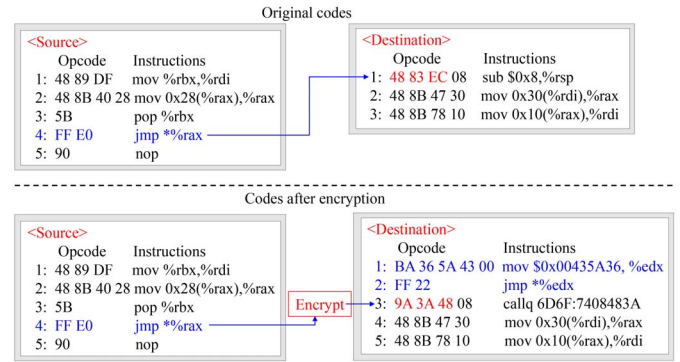 Original codes
<Source>
Opcode Instructions
1: 48 89 DF mov %rbx,%rdi
2: 48 8B 40 28 mov 0x28(%rax),%rax
3: 5B pop %rbx
4: FF E0 jmp *%rax
5: 90 nop
<Destination>
Opcode Instructions
1: 48 83 EC 08 sub $0x8,%rsp
2: 48 8B 47 30 mov 0x30(%rdi),%rax
3: 48 8B 78 10 mov 0x10(%rax),%rdi
Codes after encryption
<Source>
Opcode Instructions
1: 48 89 DF mov %rbx,%rdi
2: 48 8B 40 28 mov 0x28(%rax),%rax
3: 5B pop %rbx
4: FF E0 jmp *%rax
5: 90 nop
Encrypt
<Destination>
Opcode Instructions
1: BA 36 5A 43 00 mov $0x00435A36, %edx
2: FF 22 jmp *%edx
3: 9A 3A 48 08 callq 6D6F:7408483A
4: 48 8B 47 30 mov 0x30(%rdi),%rax
5: 48 8B 78 10 mov 0x10(%rax),%rdi